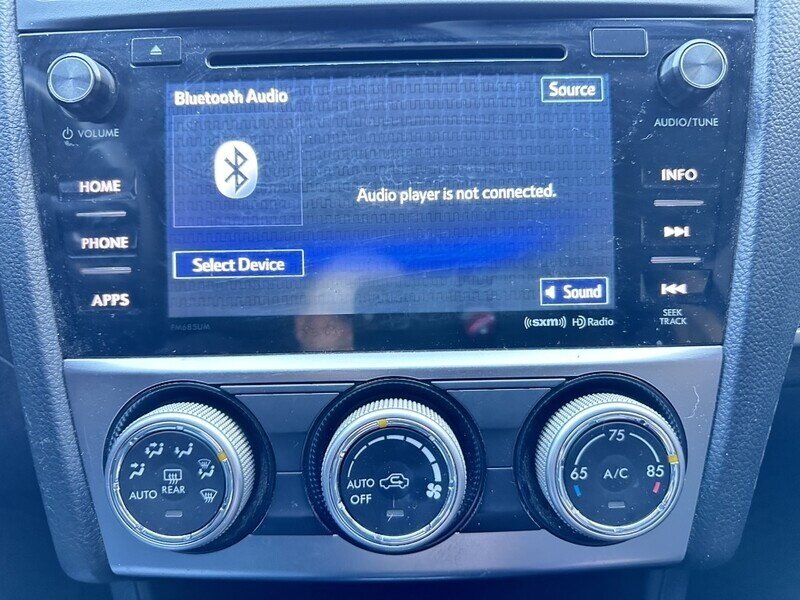 Bluetooth Audio
Source
VOLUME
AUDIO/TUNE
HOME
INFO
Audio player is not connected.
PHONE
Select Device
APPS
Sound
SEEK
TRACK
FM685UM
((sxm))
HD Radio
AUTO
REAR
AUTO
OFF
75
65
A/C
85